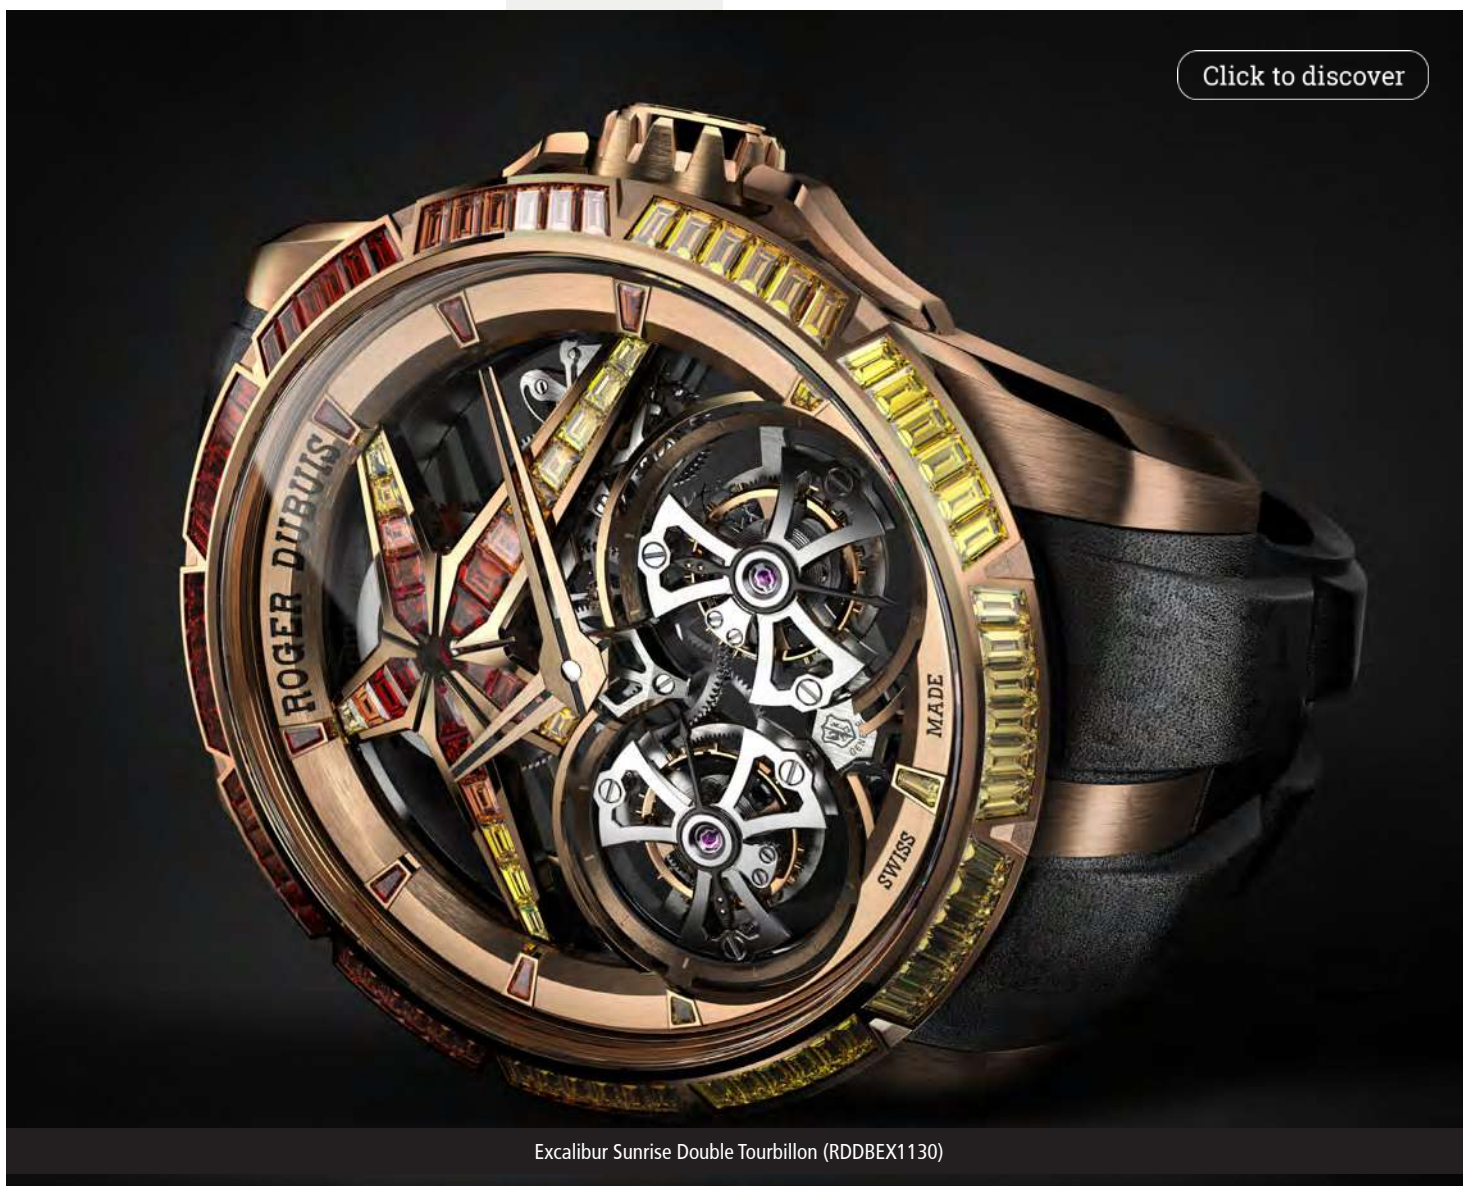 Click to discover
ROGER DUBUIS
MADE
SWISS
Excalibur Sunrise Double Tourbillon (RDDBEX1130)